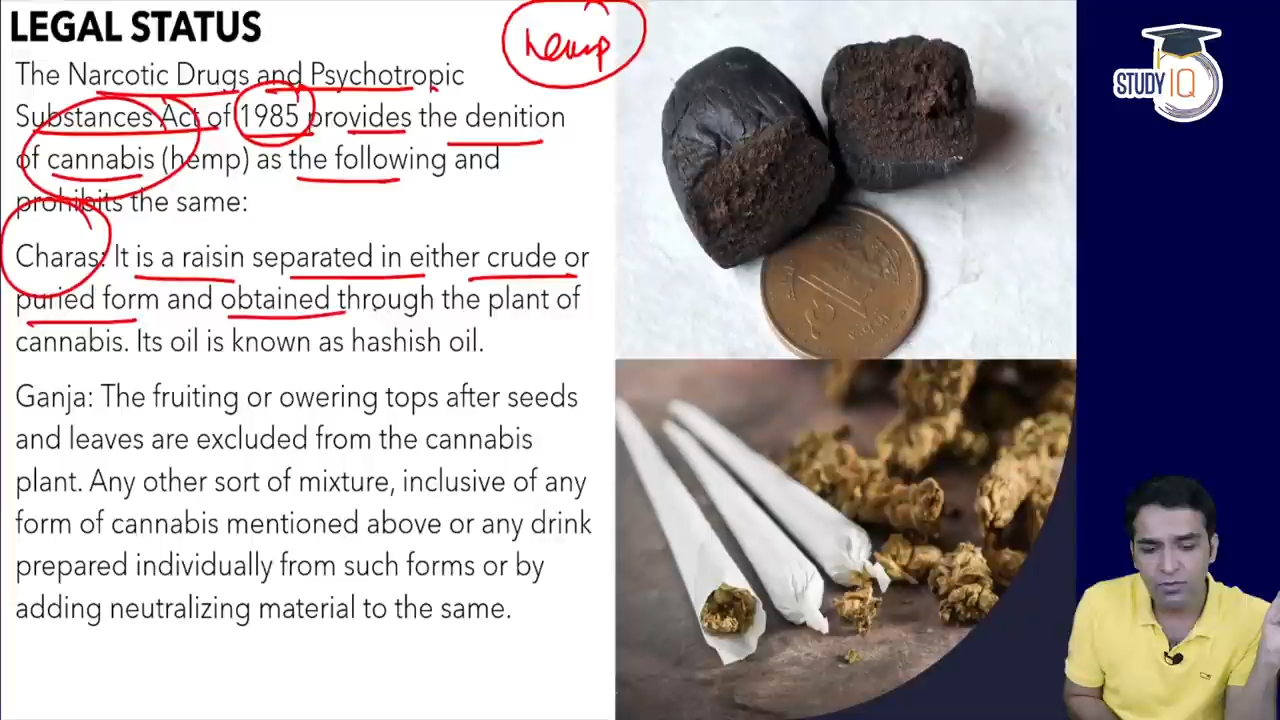 LEGAL STATUS
hemp
The Narcotic Drugs and Psychotropic
Substances Act of 1985 provides the denition
of cannabis (hemp) as the following and
prohibits the same:
Charas: It is a raisin separated in either crude or
puried form and obtained through the plant of
cannabis. Its oil is known as hashish oil.
Ganja: The fruiting or owering tops after seeds
and leaves are excluded from the cannabis
plant. Any other sort of mixture, inclusive of any
form of cannabis mentioned above or any drink
prepared individually from such forms or by
adding neutralizing material to the same.
STUDY IQ